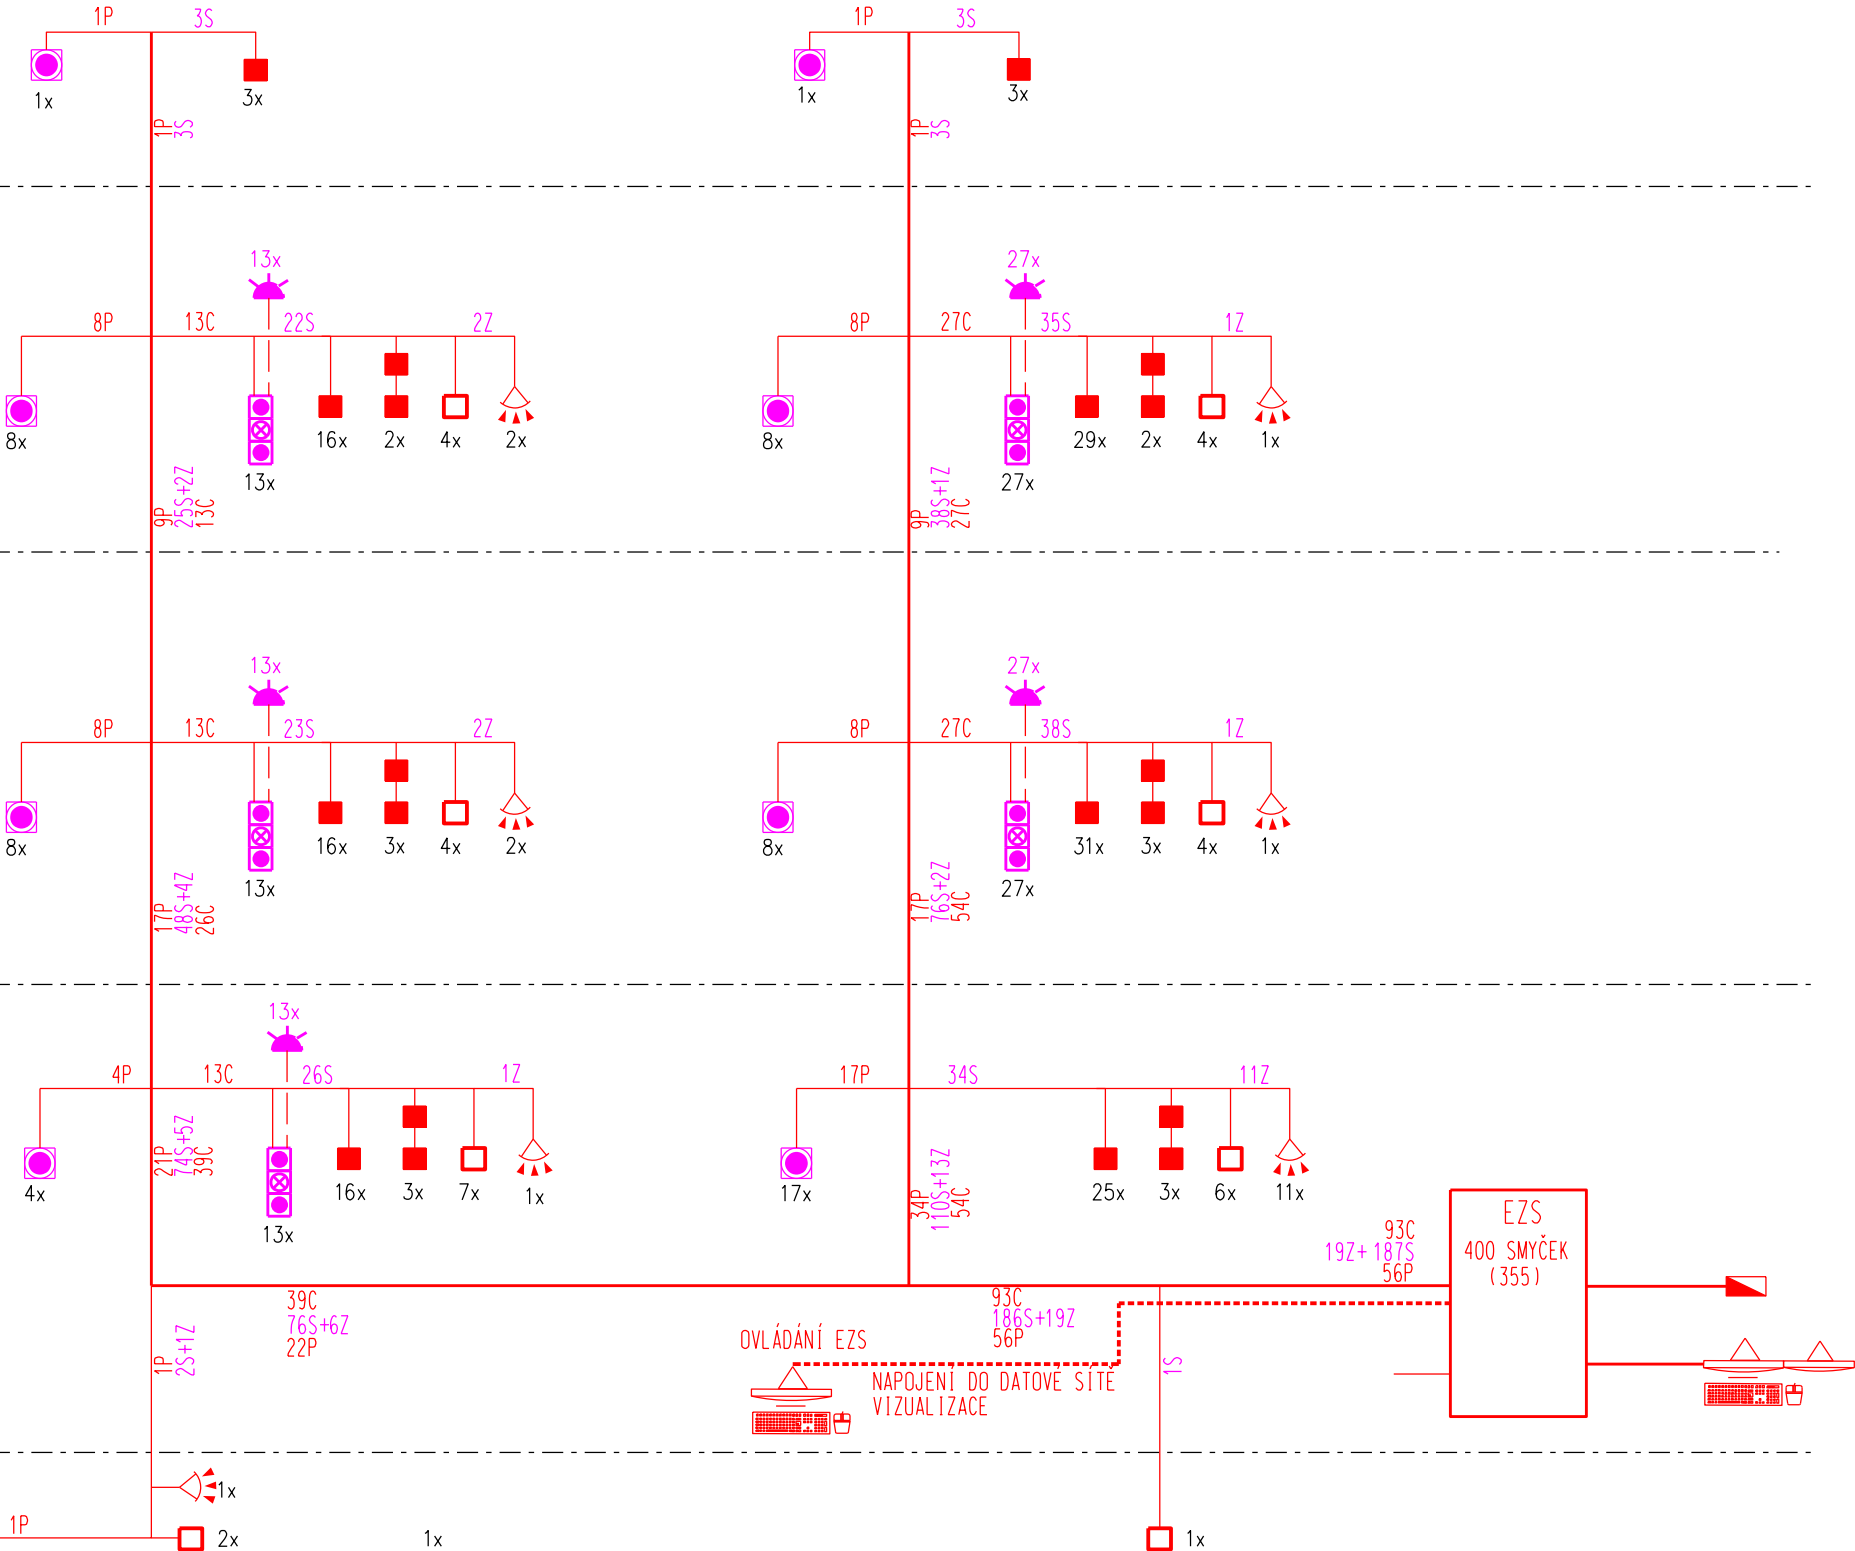 1P 3S 1P 3S
1x 3x 1x 3x
1P 1P
3S 3S
13x 27x
8P 13C 22S 2Z 8P 27C 35S 1Z
8x 16x 2x 4x 2x 8x 29x 2x 4x 1x
13x 27x
9P 9P
25S+2Z 38S+1Z
13C 27C
13x 27x
8P 13C 23S 2Z 8P 27C 38S 1Z
8x 16x 3x 4x 2x 8x 31x 3x 4x 1x
13x 27x
17P 17P
48S+4Z 76S+2Z
26C 54C
13x
4P 13C 26S 1Z 17P 34S 11Z
21P
74S+5Z
39C
4x 16x 3x 7x 1x 17x 25x 3x 6x 11x
13x
34P
110S+13Z
54C
93C
19Z+187S
56P
EZS
400 SMYČEK
(355)
39C
76S+6Z
22P
93C
186S+19Z
56P
1P
2S+1Z
1S
OVLÁDÁNÍ EZS
NAPOJENÍ DO DATOVÉ SÍTĚ
VIZUALIZACE
1x
1P 2x 1x 1x